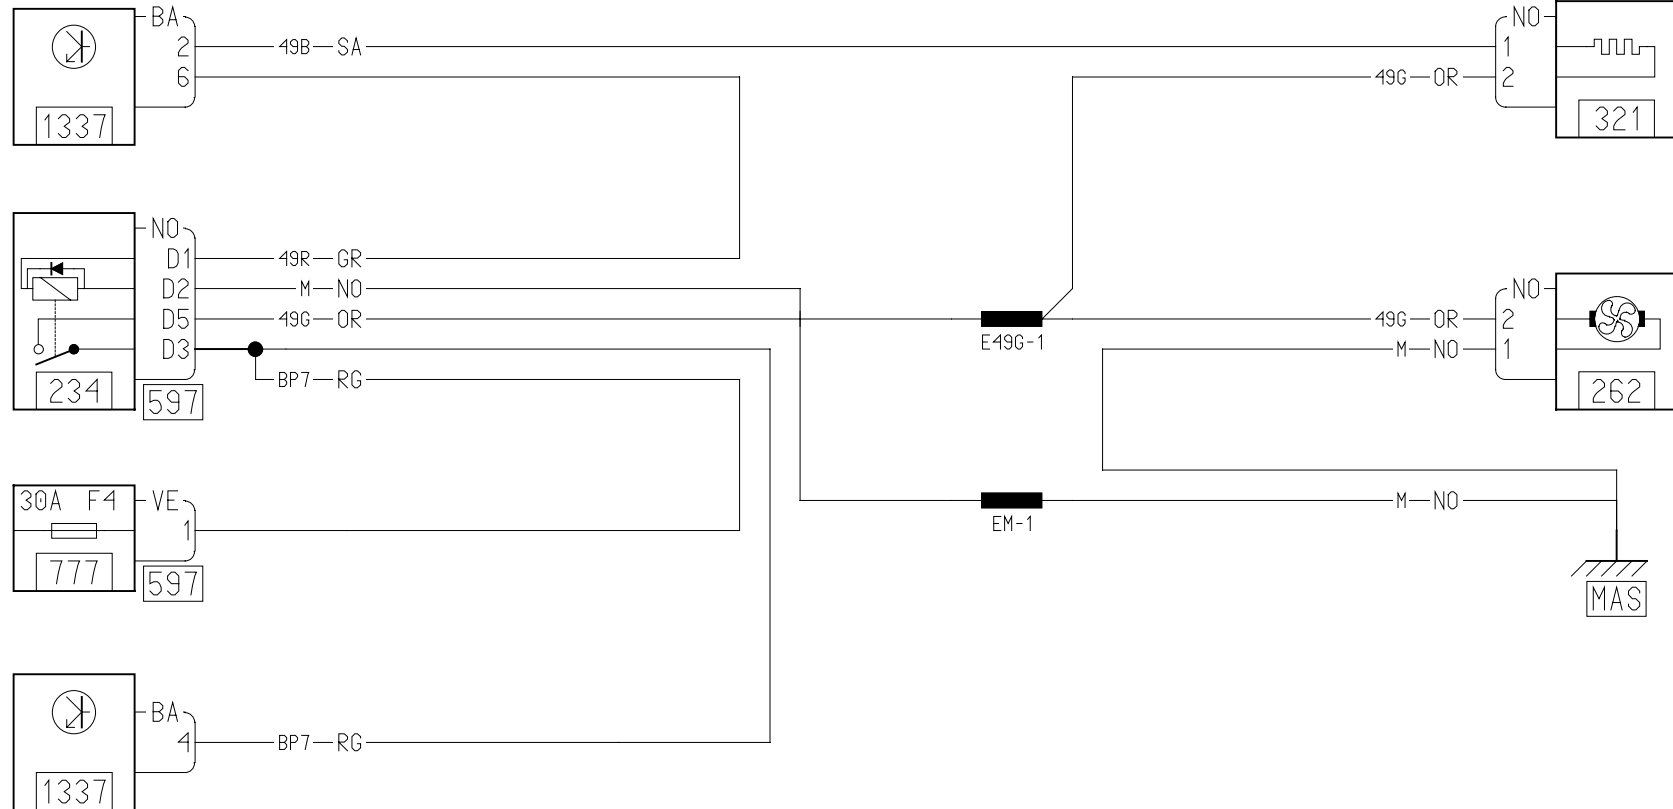 BA
2 49B SA
6
1337
NO
1
49G OR 2
321
NO
D1 49R GR
D2 M NO
D5 49G OR
D3
BP7 RG
234
597
E49G-1
NO
49G OR 2
M NO 1
262
30A F4 VE
1
777
597
EM-1
M NO
MAS
BA
4 BP7 RG
1337